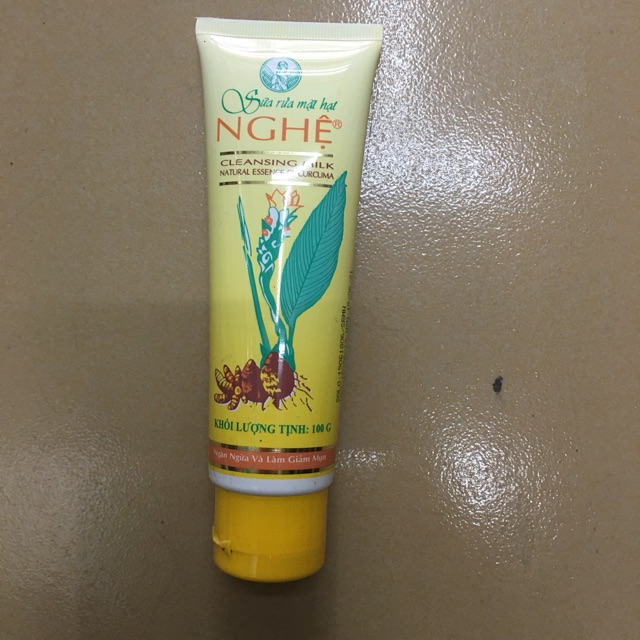 Sữa rửa mặt hạt
NGHỆ®
CLEANSING MILK
NATURAL ESSENCE CURCUMA
KHỐI LƯỢNG TỊNH: 100 G
Ngăn Ngừa Và Làm Giảm Mụn